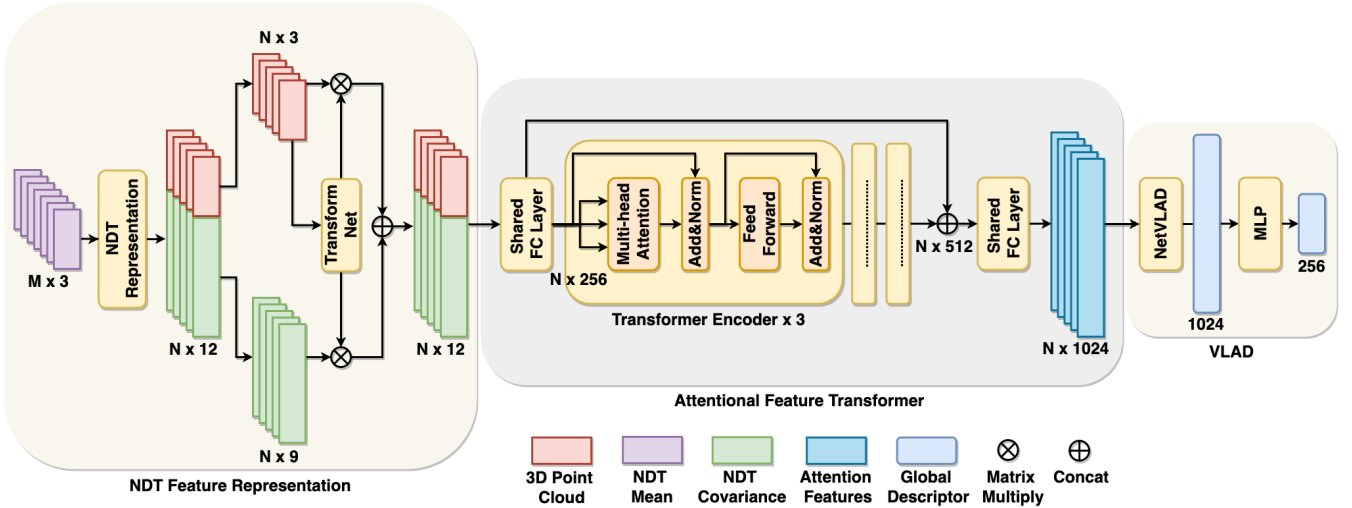 N x 3
M x 3
NDT
Representation
N x 12
N x 9
Transform
Net
N x 12
NDT Feature Representation
Shared
FC Layer
N x 256
Multi-head
Attention
Add&Norm
Feed
Forward
Add&Norm
Transformer Encoder x 3
N x 512
Shared
FC Layer
N x 1024
Attentional Feature Transformer
NetVLAD
1024
MLP
256
VLAD
3D Point
Cloud
NDT
Mean
NDT
Covariance
Attention
Features
Global
Descriptor
Matrix
Multiply
Concat